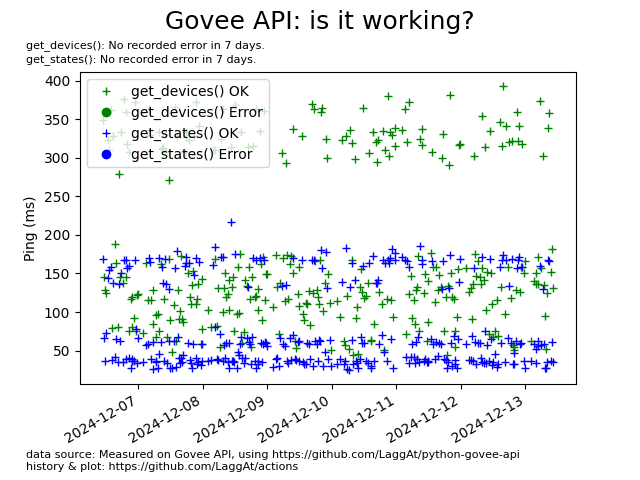 Govee API: is it working?
get_devices(): No recorded error in 7 days.
get_states(): No recorded error in 7 days.
400
350
300
250
200
150
100
50
Ping (ms)
get_devices() OK
get_devices() Error
get_states() OK
get_states() Error
2024-12-07
2024-12-08
2024-12-09
2024-12-10
2024-12-11
2024-12-12
2024-12-13
data source: Measured on Govee API, using https://github.com/LaggAt/python-govee-api
history & plot: https://github.com/LaggAt/actions